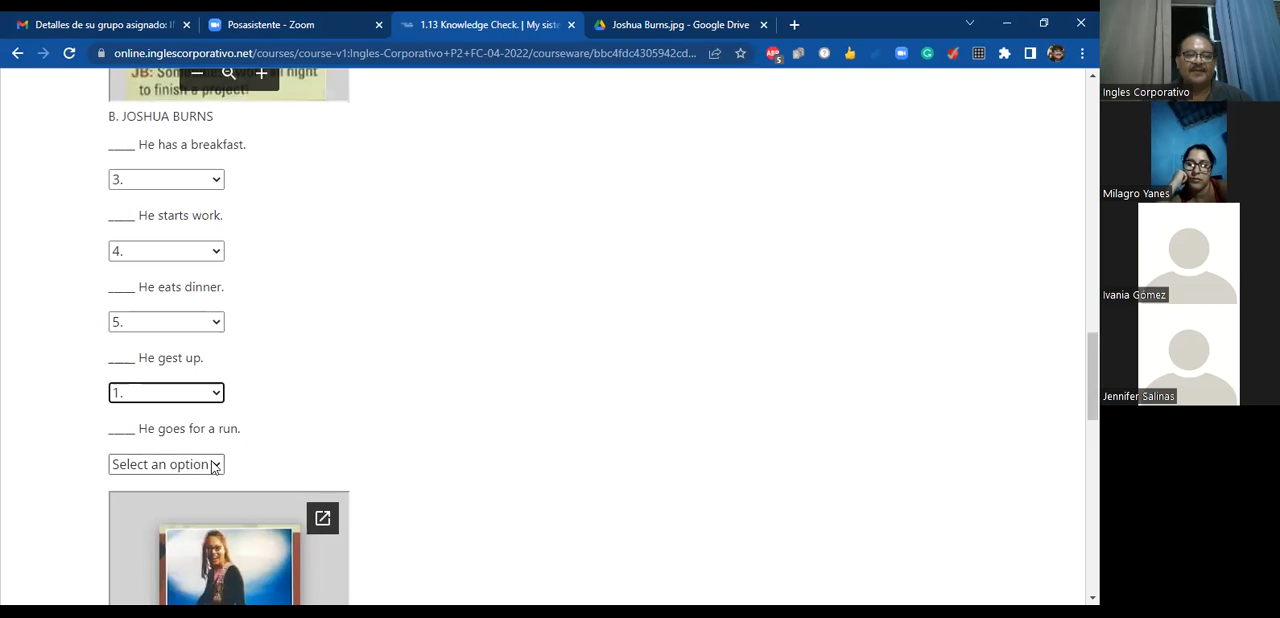 Detalles de su grupo asignado: I
Posasistente - Zoom
1.13 Knowledge Check. | My siste
Joshua Burns.jpg - Google Drive
online.inglescorporativo.net/courses/course-v1:Ingles-Corporativo+P2+FC-04-2022/courseware/bbc4fdc4305942cd...
night
to finish a project!
B. JOSHUA BURNS
_____ He has a breakfast.
3.
_____ He starts work.
4.
_____ He eats dinner.
5.
_____ He gest up.
1.
_____ He goes for a run.
Select an option
Ingles Corporativo
Milagro Yanes
Ivania Gómez
Jennifer Salinas